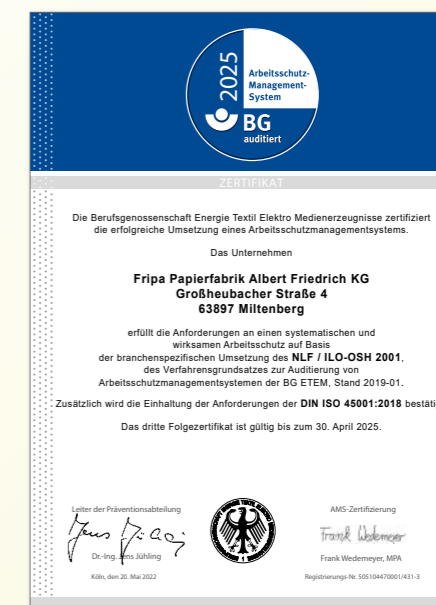 2025
Arbeitsschutz-
Management-
System
BG
auditiert
ZERTIFIKAT
Die Berufsgenossenschaft Energie Textil Elektro Medienerzeugnisse zertifiziert
die erfolgreiche Umsetzung eines Arbeitsschutzmanagementsystems.
Das Unternehmen
Fripa Papierfabrik Albert Friedrich KG
Großheubacher Straße 4
63897 Miltenberg
erfüllt die Anforderungen an einen systematischen und
wirksamen Arbeitsschutz auf Basis
der branchenspezifischen Umsetzung des NLF / ILO-OSH 2001,
des Verfahrensgrundsatzes zur Auditierung von
Arbeitsschutzmanagementsystemen der BG ETEM, Stand 2019-01.
Zusätzlich wird die Einhaltung der Anforderungen der DIN ISO 45001:2018 bestäti
Das dritte Folgezertifikat ist gültig bis zum 30. April 2025.
Leiter der Präventionsabteilung
Dr.-Ing. Jens Jühling
Köln, den 20. Mai 2022
AMS-Zertifizierung
Frank Wedemeyer
Frank Wedemeyer, MPA
Registrierungs-Nr. 505104470001/431-3